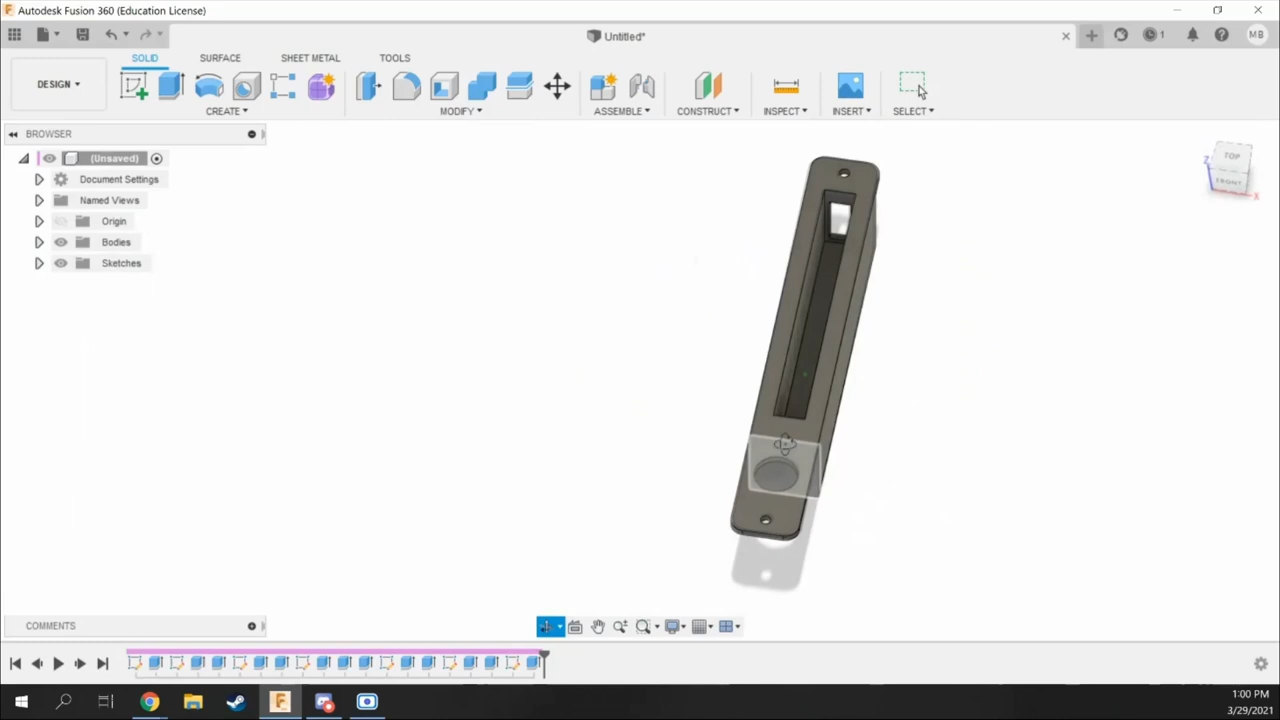 Autodesk Fusion 360 (Education License)
Untitled*
1
MB
DESIGN
SOLID
SURFACE
SHEET METAL
TOOLS
CREATE
MODIFY
ASSEMBLE
CONSTRUCT
INSPECT
INSERT
SELECT
BROWSER
(Unsaved)
Document Settings
Named Views
Origin
Bodies
Sketches
TOP
FRONT
Z
X
COMMENTS
1:00 PM
3/29/2021